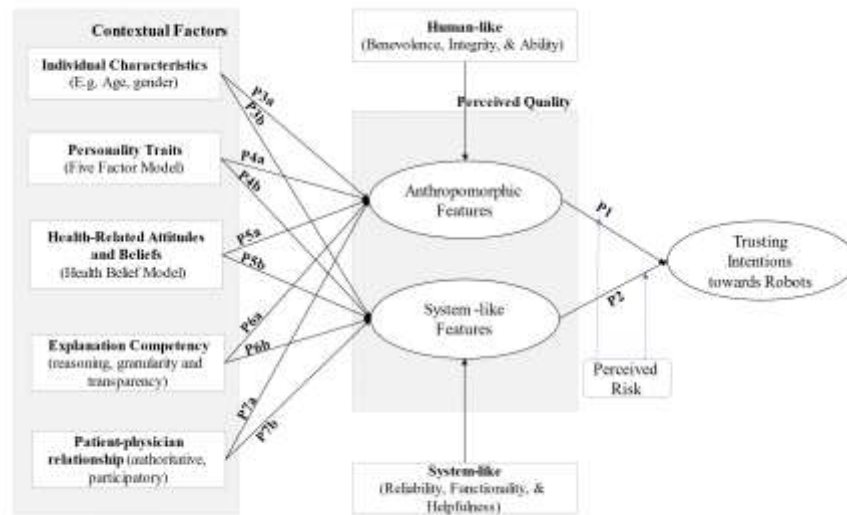 Contextual Factors
Individual Characteristics
(E.g. Age, gender)
Personality Traits
(Five Factor Model)
Health-Related Attitudes
and Beliefs
(Health Belief Model)
Explanation Competency
(reasoning, granularity and
transparency)
Patient-physician
relationship (authoritative,
participatory)
P3a
P3b
P4a
P4b
P5a
P5b
P6a
P6b
P7a
P7b
Human-like
(Benevolence, Integrity, & Ability)
Perceived Quality
Anthropomorphic
Features
System -like
Features
System-like
(Reliability, Functionality, &
Helpfulness)
P1
P2
Perceived
Risk
Trusting
Intentions
towards Robots